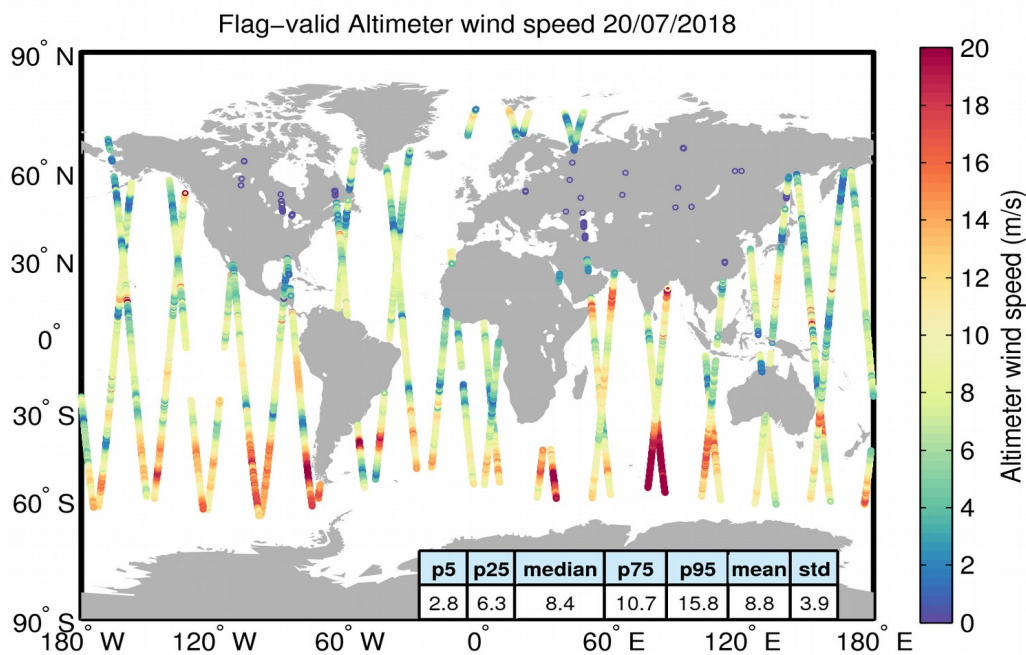 Flag−valid Altimeter wind speed 20/07/2018
90° N
60° N
30° N
0°
30° S
60° S
90° S
180° W
120° W
60° W
0°
60° E
120° E
180° E
p5 p25 median p75 p95 mean std
2.8 6.3 8.4 10.7 15.8 8.8 3.9
20
18
16
14
12
10
8
6
4
2
0
Altimeter wind speed (m/s)